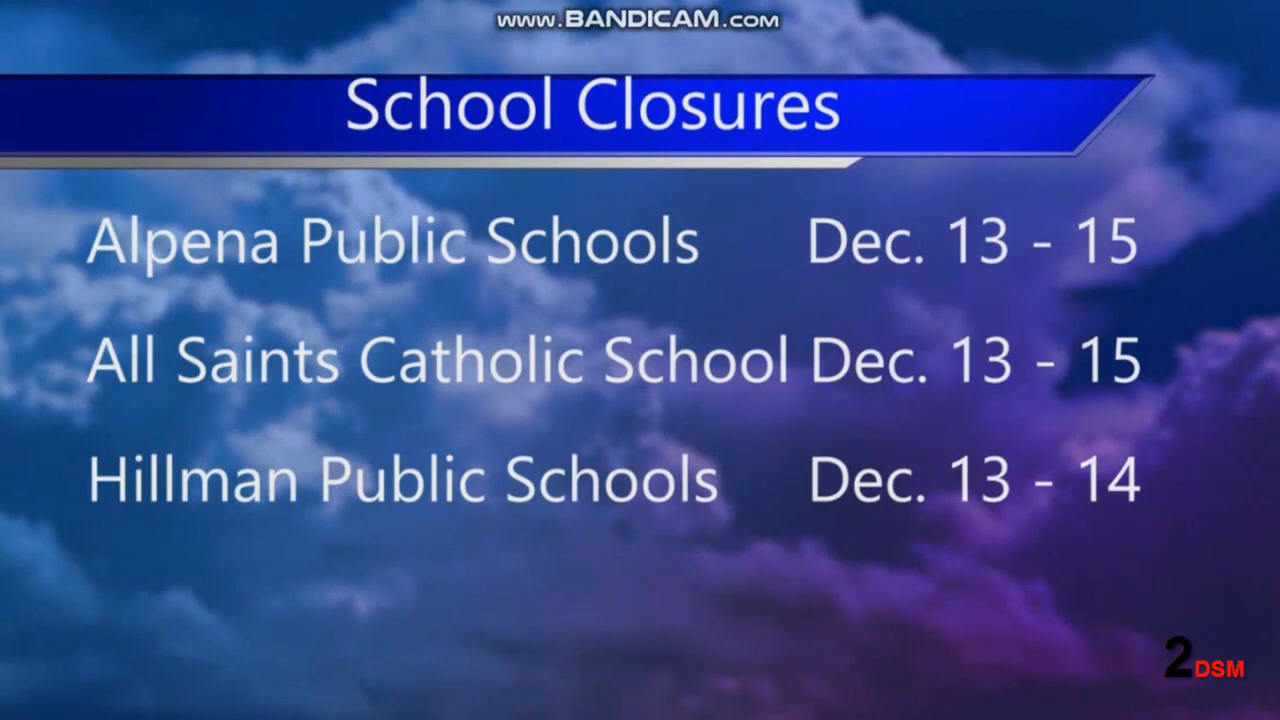 www.BANDICAM.com
School Closures
Alpena Public Schools Dec. 13 - 15
All Saints Catholic School Dec. 13 - 15
Hillman Public Schools Dec. 13 - 14
2DSM